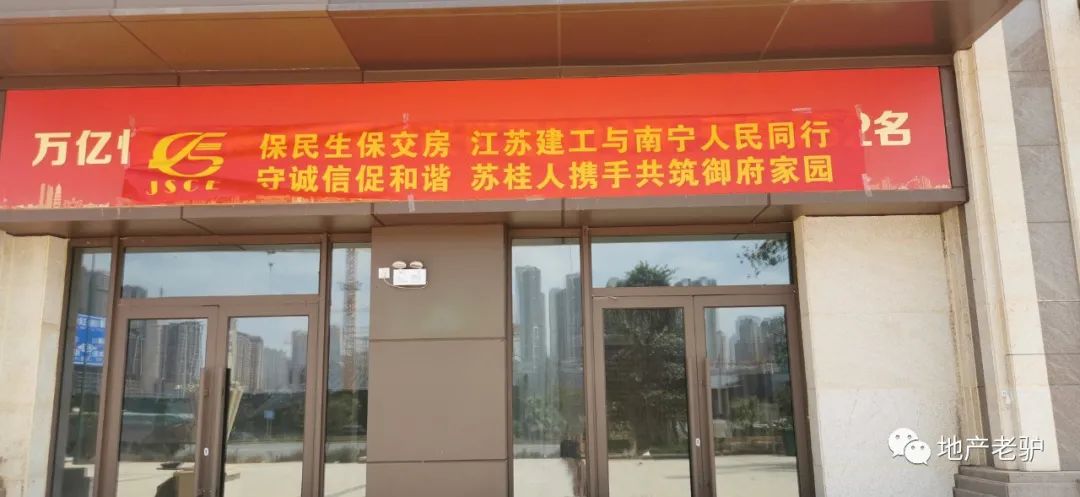 万亿
保民生保交房 江苏建工与南宁人民同行
守诚信促和谐 苏桂人携手共筑御府家园
JSCE
2名
地产老驴